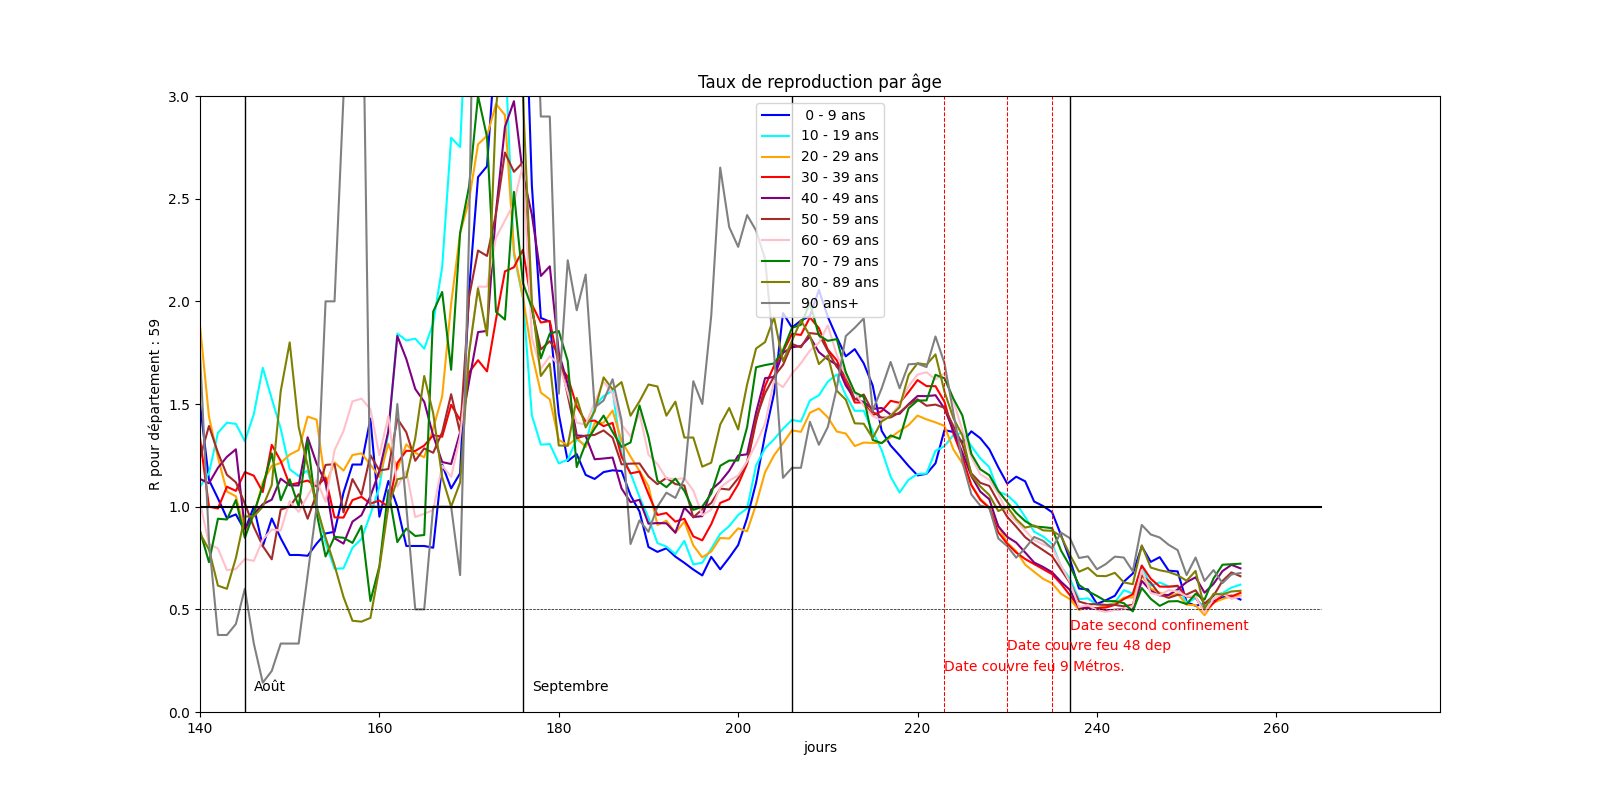 Taux de reproduction par âge
R pour département : 59
3.0
2.5
2.0
1.5
1.0
0.5
0.0
0 - 9 ans
10 - 19 ans
20 - 29 ans
30 - 39 ans
40 - 49 ans
50 - 59 ans
60 - 69 ans
70 - 79 ans
80 - 89 ans
90 ans+
Date second confinement
Date couvre feu 48 dep
Date couvre feu 9 Métros.
Août
Septembre
140
160
180
200
220
240
260
jours